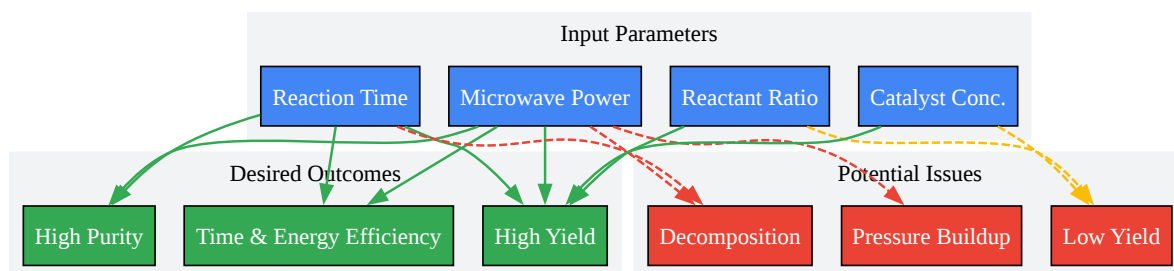 Input Parameters
Reaction Time
Microwave Power
Reactant Ratio
Catalyst Conc.
Desired Outcomes
Potential Issues
High Purity
Time & Energy Efficiency
High Yield
Decomposition
Pressure Buildup
Low Yield